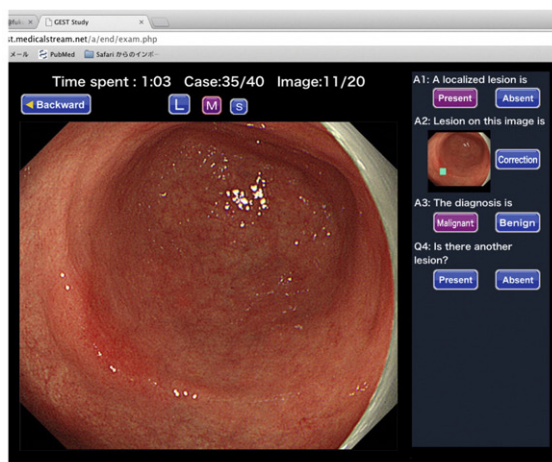 GEST Study
st.medicalstream.net/a/end/exam.php
メール PubMed Safari からのインポ…
Time spent : 1:03 Case:35/40 Image:11/20
Backward
L
M
S
A1: A localized lesion is
Present
Absent
A2: Lesion on this image is
Correction
A3: The diagnosis is
Malignant
Benign
Q4: Is there another
lesion?
Present
Absent